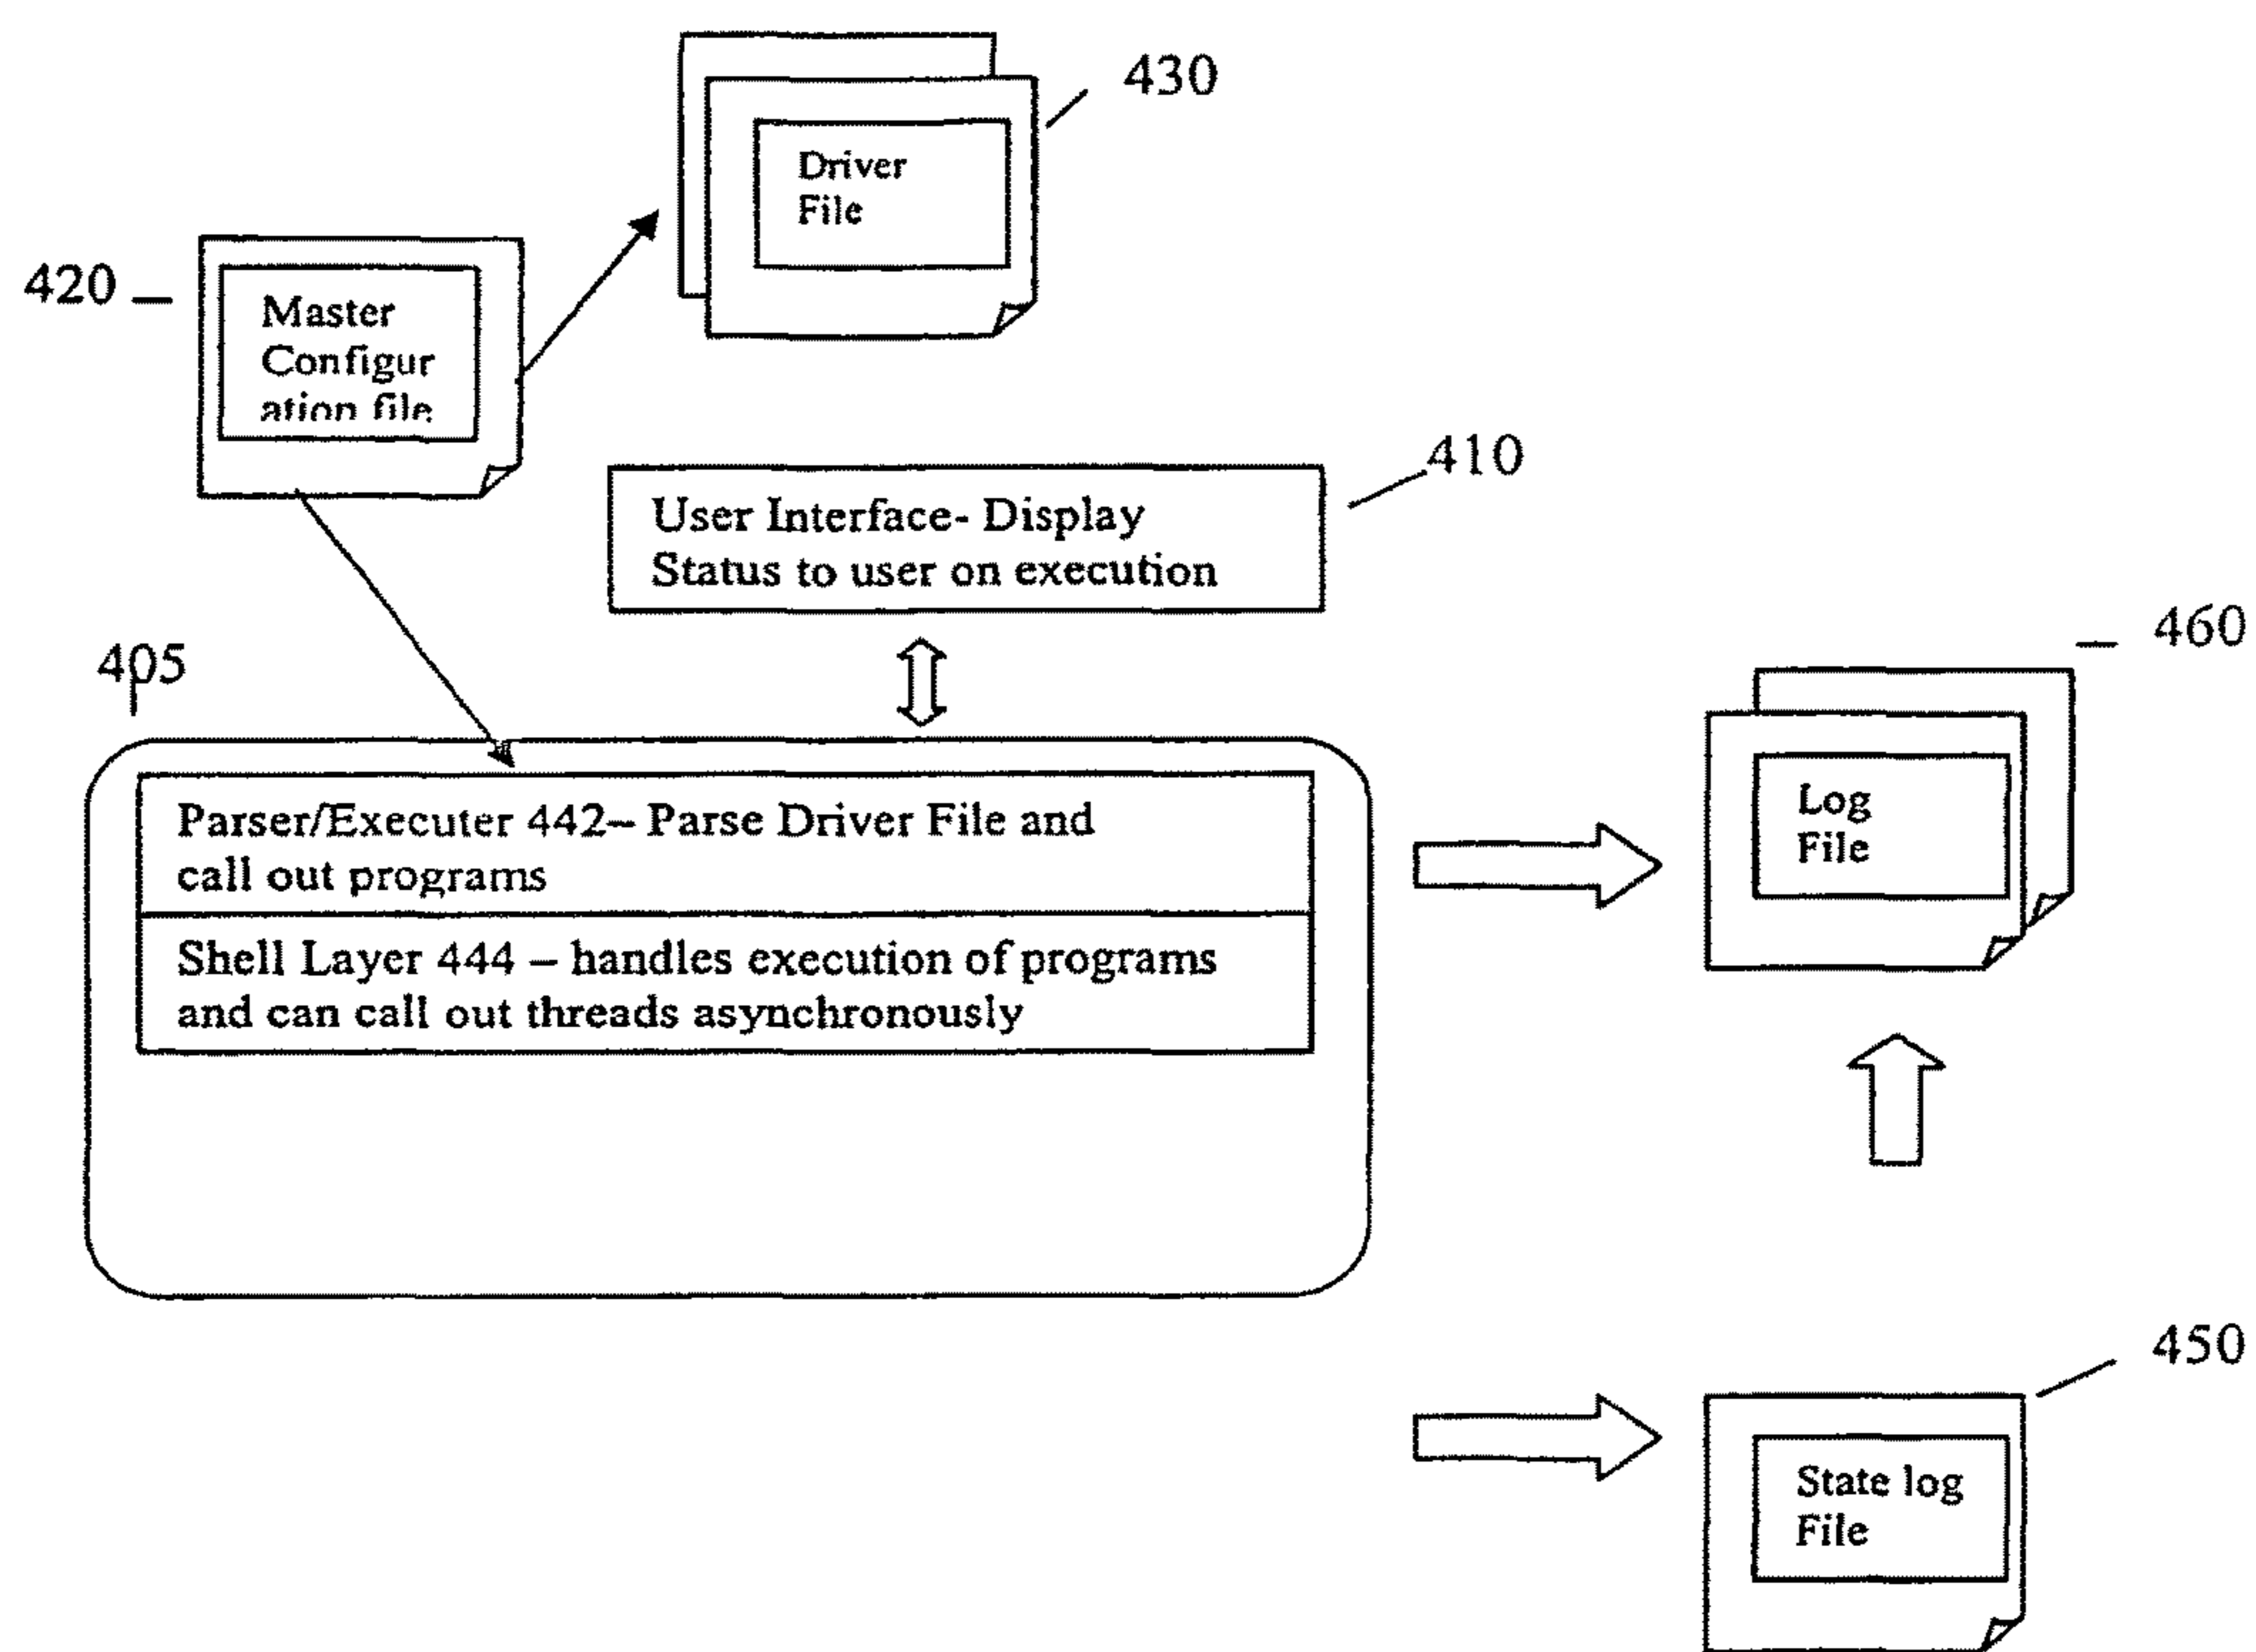 430
Driver
File
420
Master
Configur
ation file
410
User Interface- Display
Status to user on execution
460
405
Parser/Executer 442– Parse Driver File and
call out programs
Log
File
Shell Layer 444 – handles execution of programs
and can call out threads asynchronously
450
State log
File